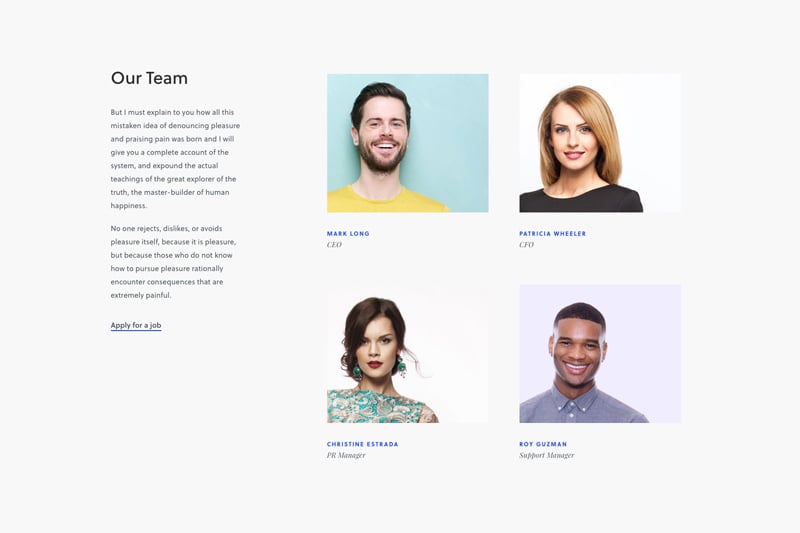 Our Team
But I must explain to you how all this
mistaken idea of denouncing pleasure
and praising pain was born and I will
give you a complete account of the
system, and expound the actual
teachings of the great explorer of the
truth, the master-builder of human
happiness.
No one rejects, dislikes, or avoids
pleasure itself, because it is pleasure,
but because those who do not know
how to pursue pleasure rationally
encounter consequences that are
extremely painful.
Apply for a job
MARK LONG
CEO
PATRICIA WHEELER
CFO
CHRISTINE ESTRADA
PR Manager
ROY GUZMAN
Support Manager